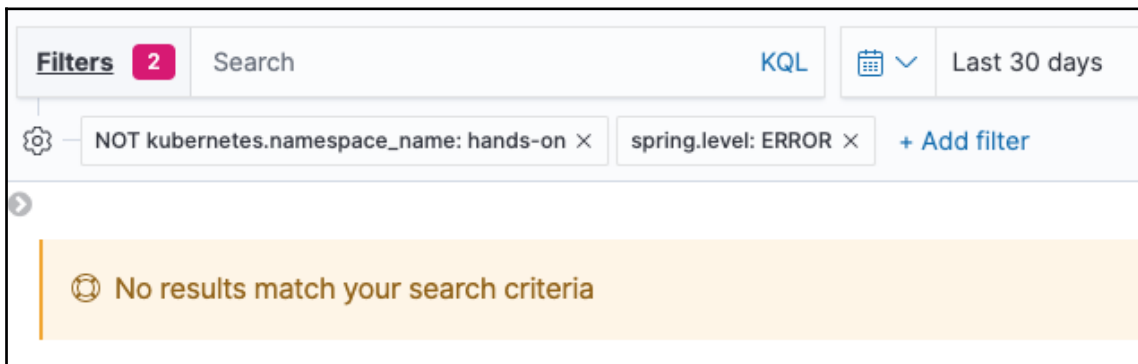 Filters 2 Search KQL Last 30 days
NOT kubernetes.namespace_name: hands-on × spring.level: ERROR × + Add filter
No results match your search criteria